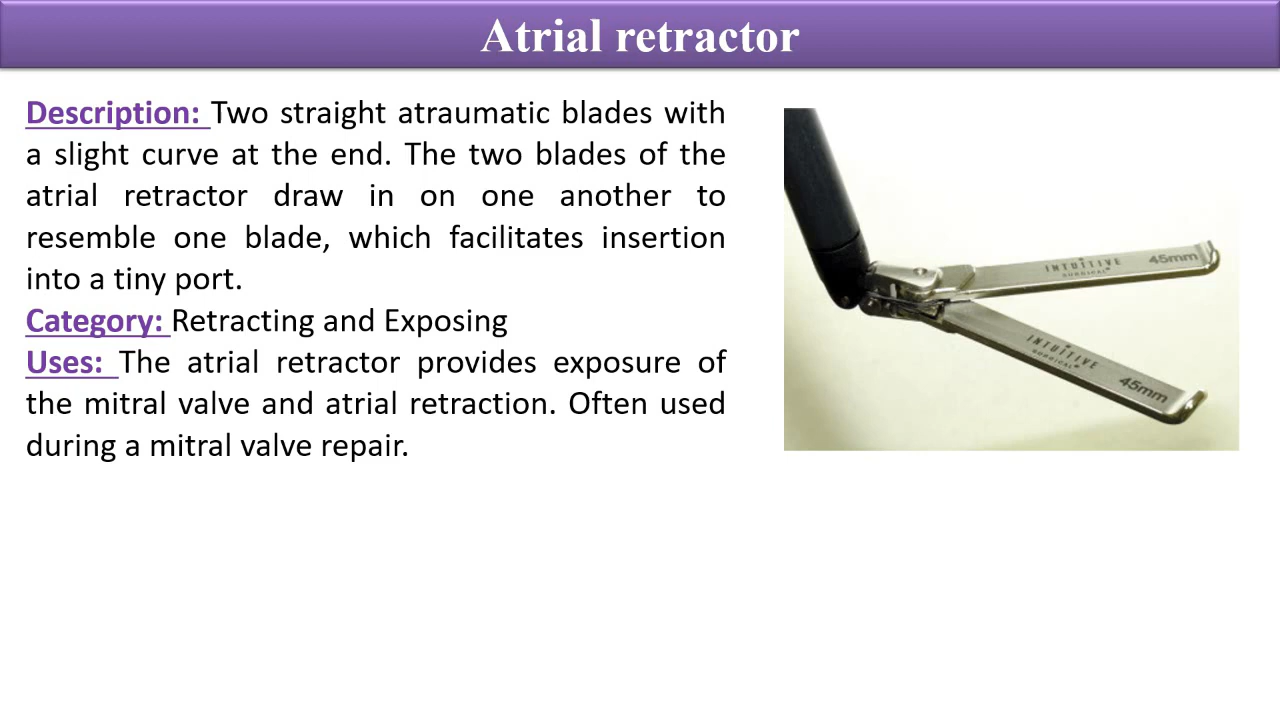 Atrial retractor
Description: Two straight atraumatic blades with
a slight curve at the end. The two blades of the
atrial retractor draw in on one another to
resemble one blade, which facilitates insertion
into a tiny port.
Category: Retracting and Exposing
Uses: The atrial retractor provides exposure of
the mitral valve and atrial retraction. Often used
during a mitral valve repair.
INTUITIVE
SURGICAL®
45mm
INTUITIVE
SURGICAL®
45mm